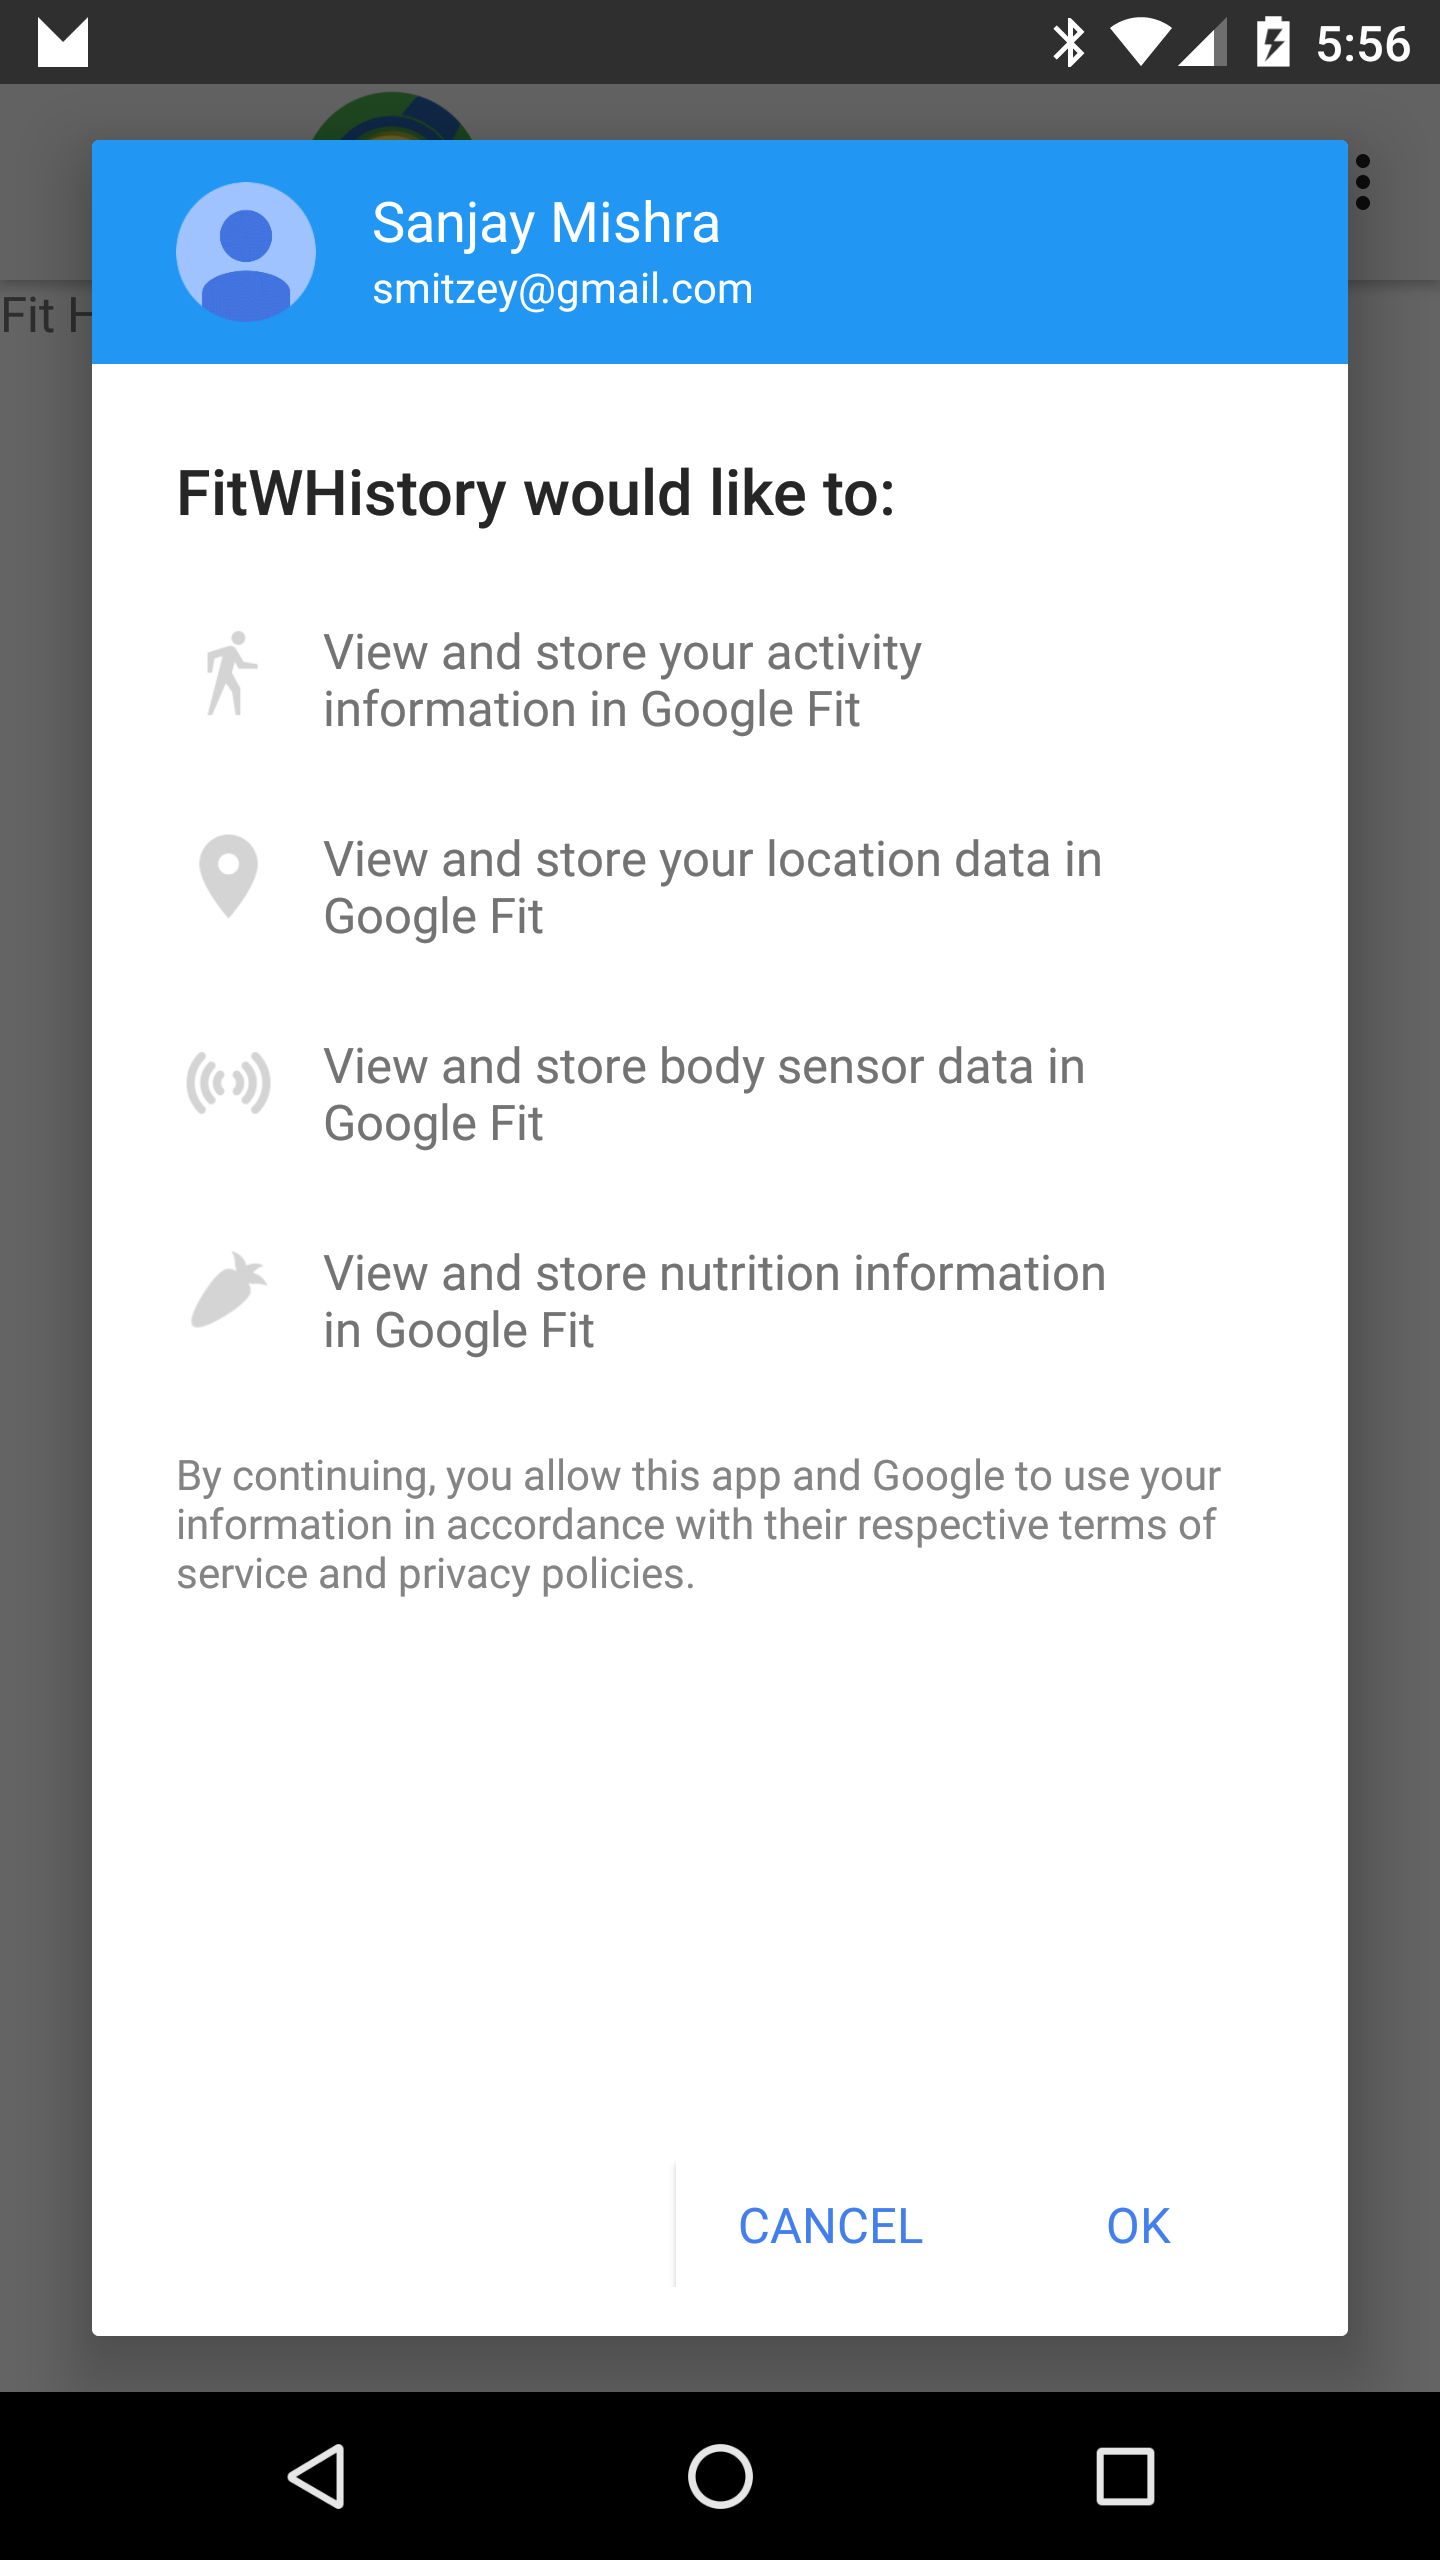 5:56
Fit H
Sanjay Mishra
smitzey@gmail.com
FitWHistory would like to:
View and store your activity
information in Google Fit
View and store your location data in
Google Fit
View and store body sensor data in
Google Fit
View and store nutrition information
in Google Fit
By continuing, you allow this app and Google to use your
information in accordance with their respective terms of
service and privacy policies.
CANCEL OK